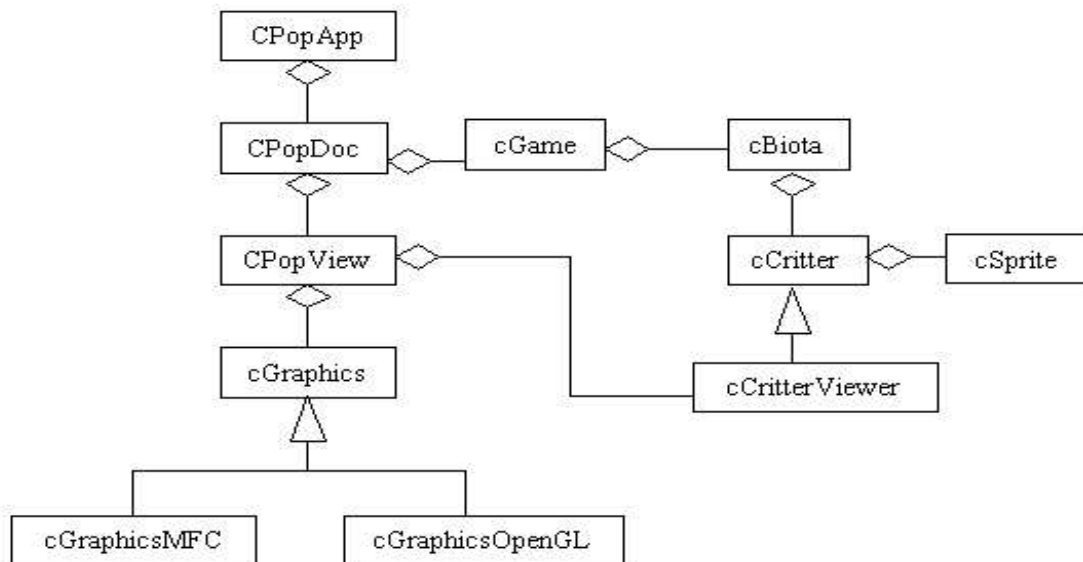 CPopApp
CPopDoc
cGame
cBiota
CPopView
cCritter
cSprite
cGraphics
cCritterViewer
cGraphicsMFC
cGraphicsOpenGL